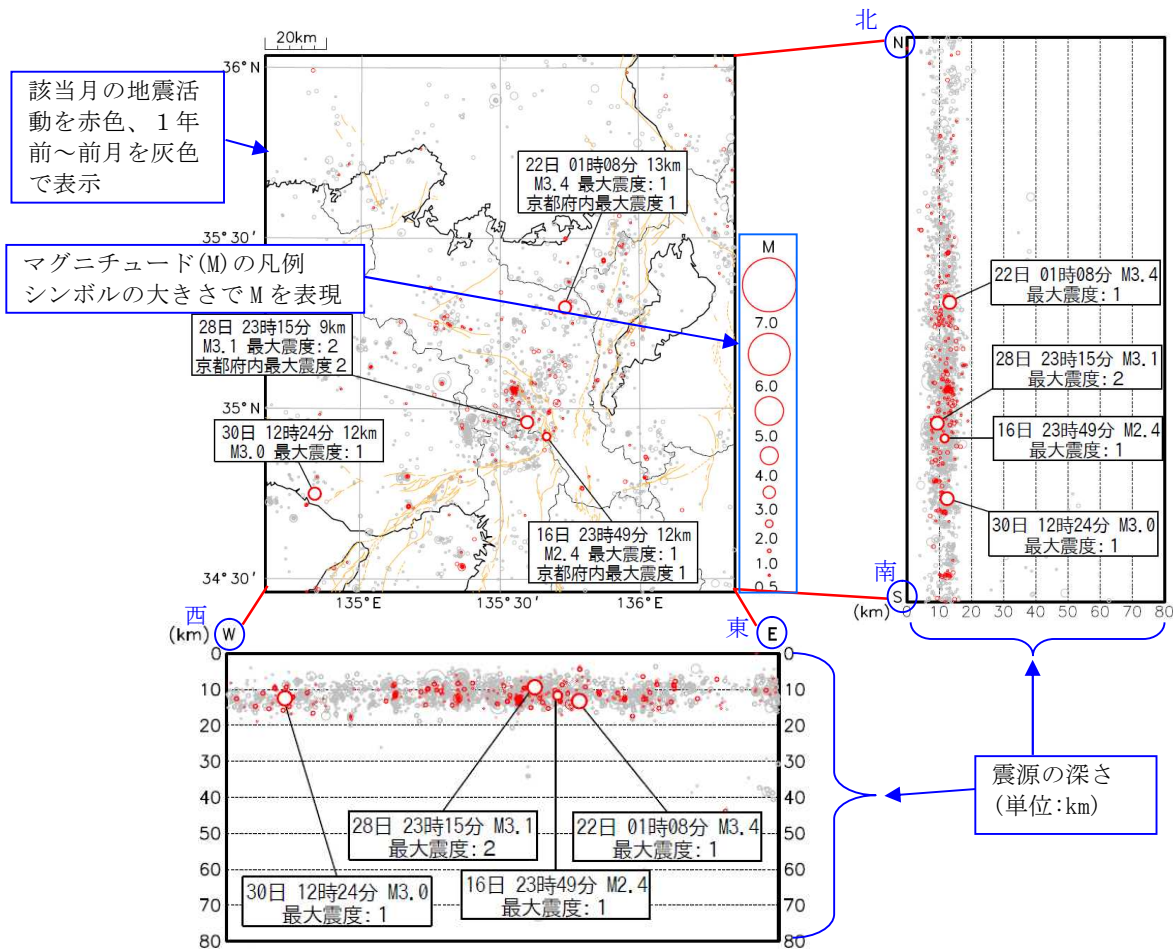 20km
北
N
36°N
該当月の地震活
動を赤色、１年
前～前月を灰色
で表示
22日 01時08分 13km
M3.4 最大震度:1
京都府内最大震度1
35°30′
マグニチュード(M)の凡例
シンボルの大きさでMを表現
M
7.0
6.0
5.0
4.0
3.0
2.0
1.0
0.5
28日 23時15分 9km
M3.1 最大震度:2
京都府内最大震度2
35°N
30日 12時24分 12km
M3.0 最大震度:1
16日 23時49分 12km
M2.4 最大震度:1
京都府内最大震度1
34°30′
135°E
135°30′
136°E
22日 01時08分 M3.4
最大震度:1
28日 23時15分 M3.1
最大震度:2
16日 23時49分 M2.4
最大震度:1
30日 12時24分 M3.0
最大震度:1
南
S
(km)
0 10 20 30 40 50 60 70 80
西
(km)
W
東
E
0
10
20
30
40
50
60
70
80
0
10
20
30
40
50
60
70
80
28日 23時15分 M3.1
最大震度:2
22日 01時08分 M3.4
最大震度:1
30日 12時24分 M3.0
最大震度:1
16日 23時49分 M2.4
最大震度:1
震源の深さ
(単位:km)